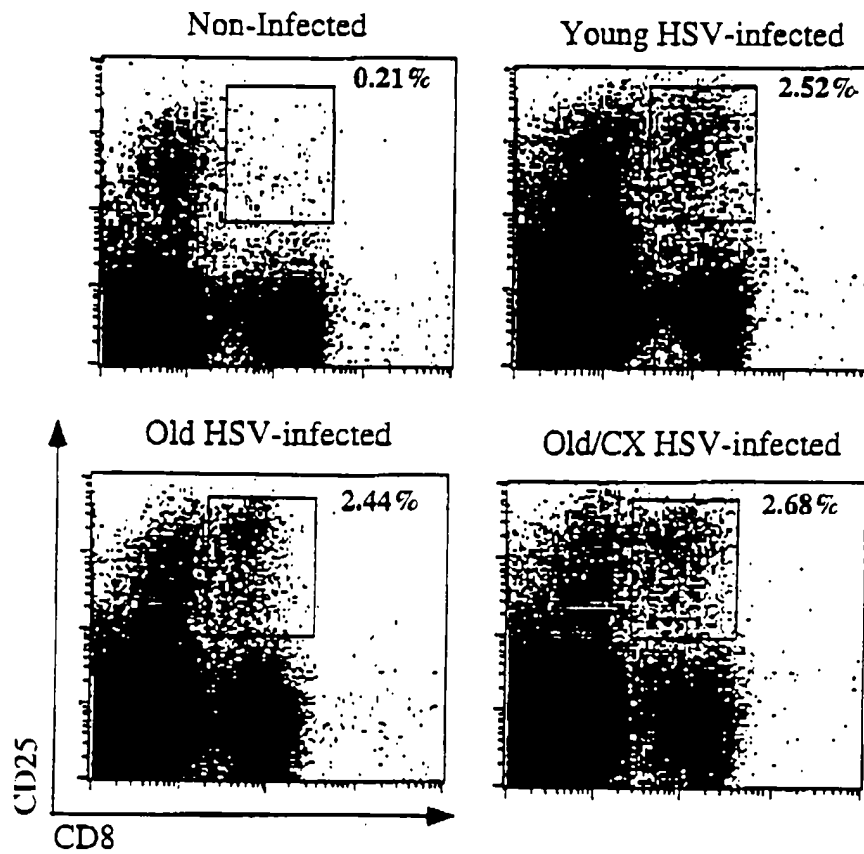 Non-Infected
0.21%
Young HSV-infected
2.52%
Old HSV-infected
2.44%
Old/CX HSV-infected
2.68%
CD25
CD8